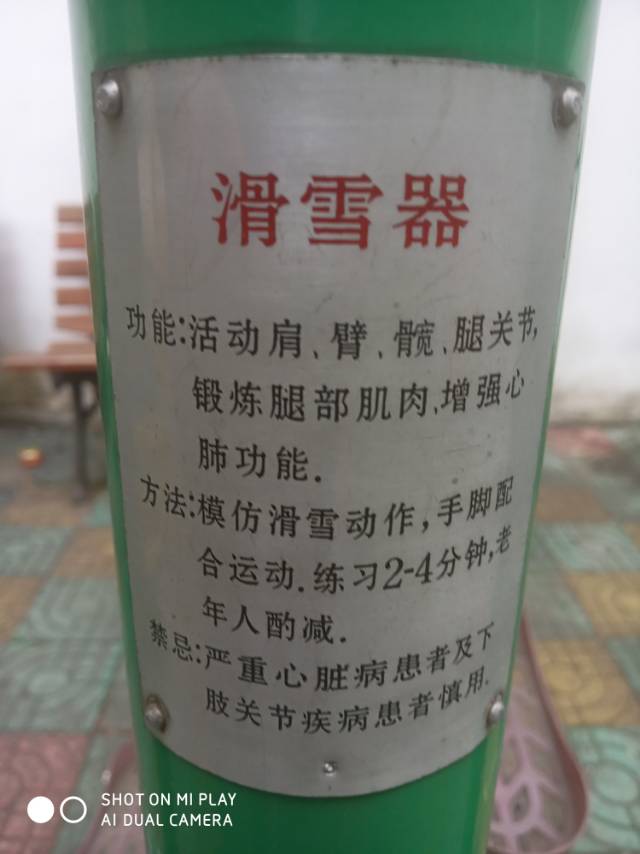 滑雪器
功能:活动肩、臂、髋、腿关节,
锻炼腿部肌肉、增强心
肺功能.
方法:模仿滑雪动作,手脚配
合运动.练习2-4分钟,老
年人酌减.
禁忌:严重心脏病患者及下
肢关节疾病患者慎用.
SHOT ON MI PLAY
AI DUAL CAMERA